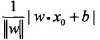 1/‖w‖ | w · x₀ + b |